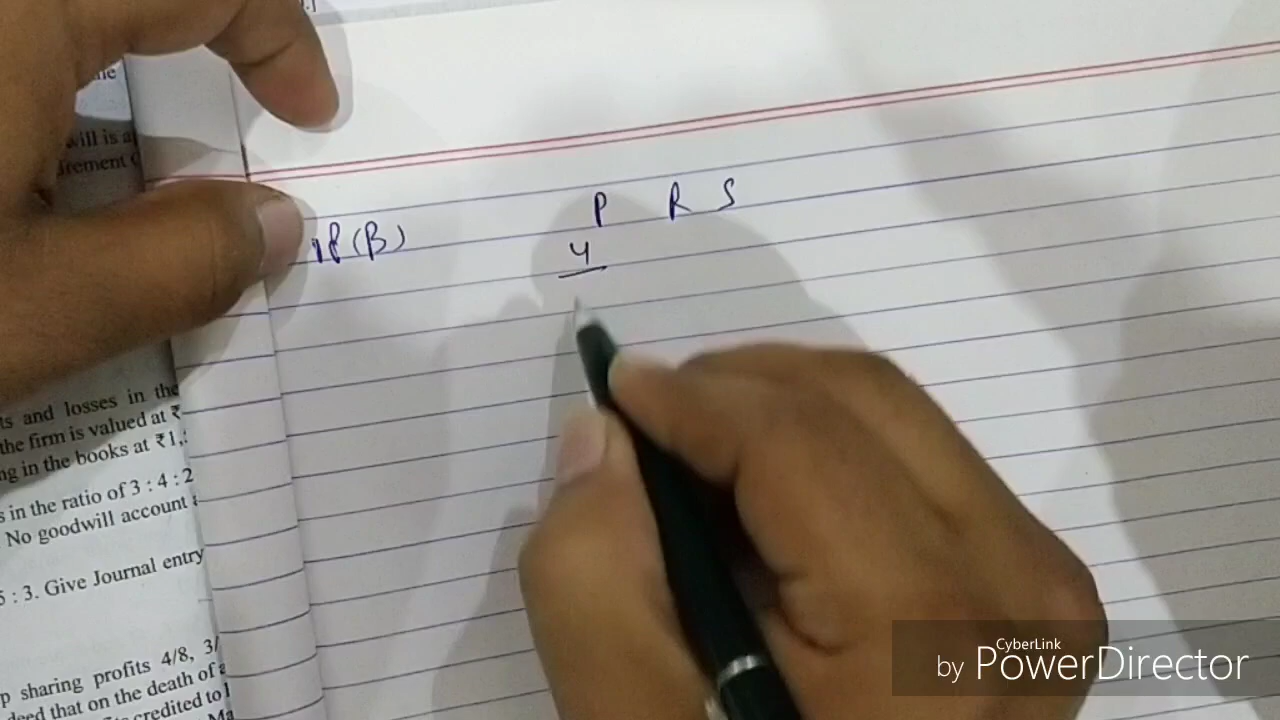 will is a
irement
P R S
18(B)
4
ts and losses in the
the firm is valued at ₹
ng in the books at ₹1,
s in the ratio of 3 : 4 : 2
No goodwill account
5 : 3. Give Journal entry
p sharing profits 4/8, 3/
deed that on the death of
credited to
CyberLink
by PowerDirector